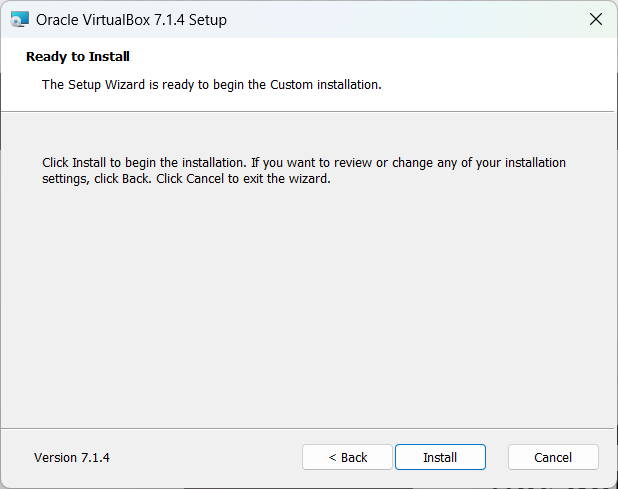 Oracle VirtualBox 7.1.4 Setup
Ready to Install
The Setup Wizard is ready to begin the Custom installation.
Click Install to begin the installation. If you want to review or change any of your installation
settings, click Back. Click Cancel to exit the wizard.
Version 7.1.4
< Back
Install
Cancel